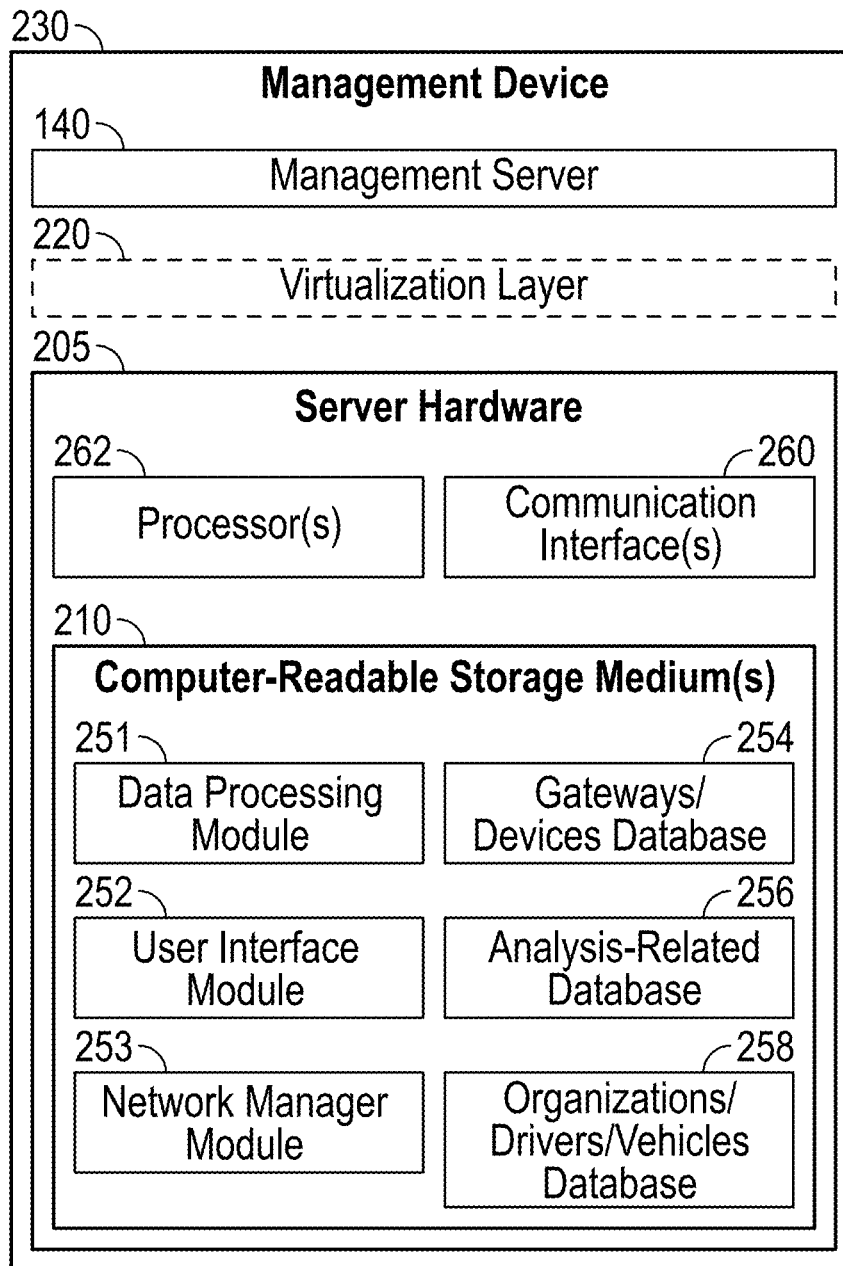 230
Management Device
140
Management Server
220
Virtualization Layer
205
Server Hardware
262
Processor(s)
260
Communication
Interface(s)
210
Computer-Readable Storage Medium(s)
251
Data Processing
Module
254
Gateways/
Devices Database
252
User Interface
Module
256
Analysis-Related
Database
253
Network Manager
Module
258
Organizations/
Drivers/Vehicles
Database